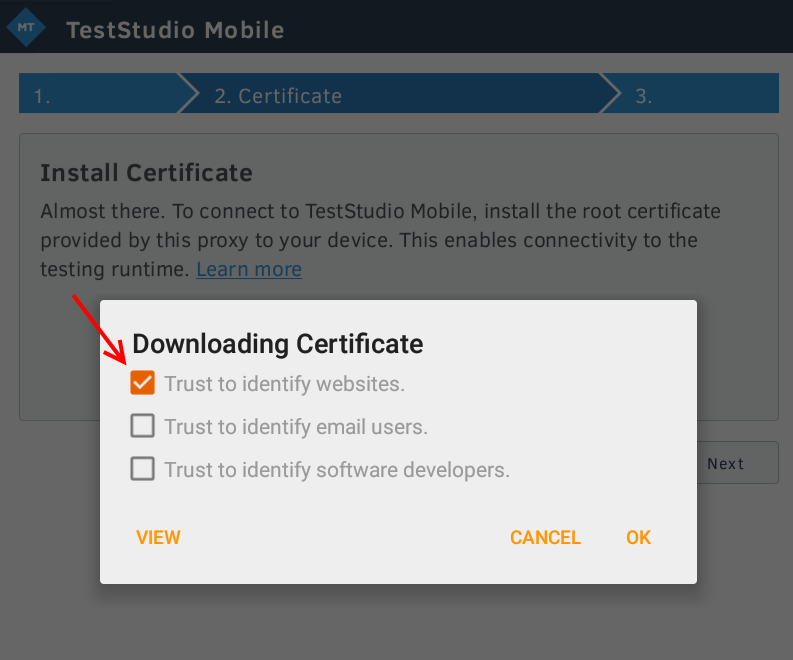 MT TestStudio Mobile
1. 2. Certificate 3.
Install Certificate
Almost there. To connect to TestStudio Mobile, install the root certificate
provided by this proxy to your device. This enables connectivity to the
testing runtime. Learn more
Downloading Certificate
Trust to identify websites.
Trust to identify email users.
Trust to identify software developers.
Next
VIEW CANCEL OK